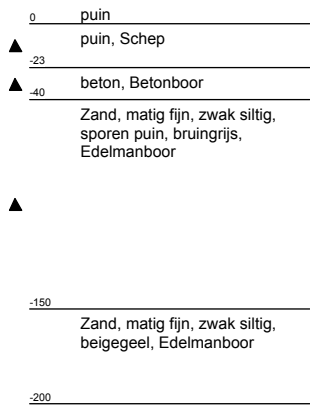 0 puin
puin, Schep
-23
beton, Betonboor
-40
Zand, matig fijn, zwak siltig,
sporen puin, bruingrijs,
Edelmanboor
-150
Zand, matig fijn, zwak siltig,
beigegeel, Edelmanboor
-200